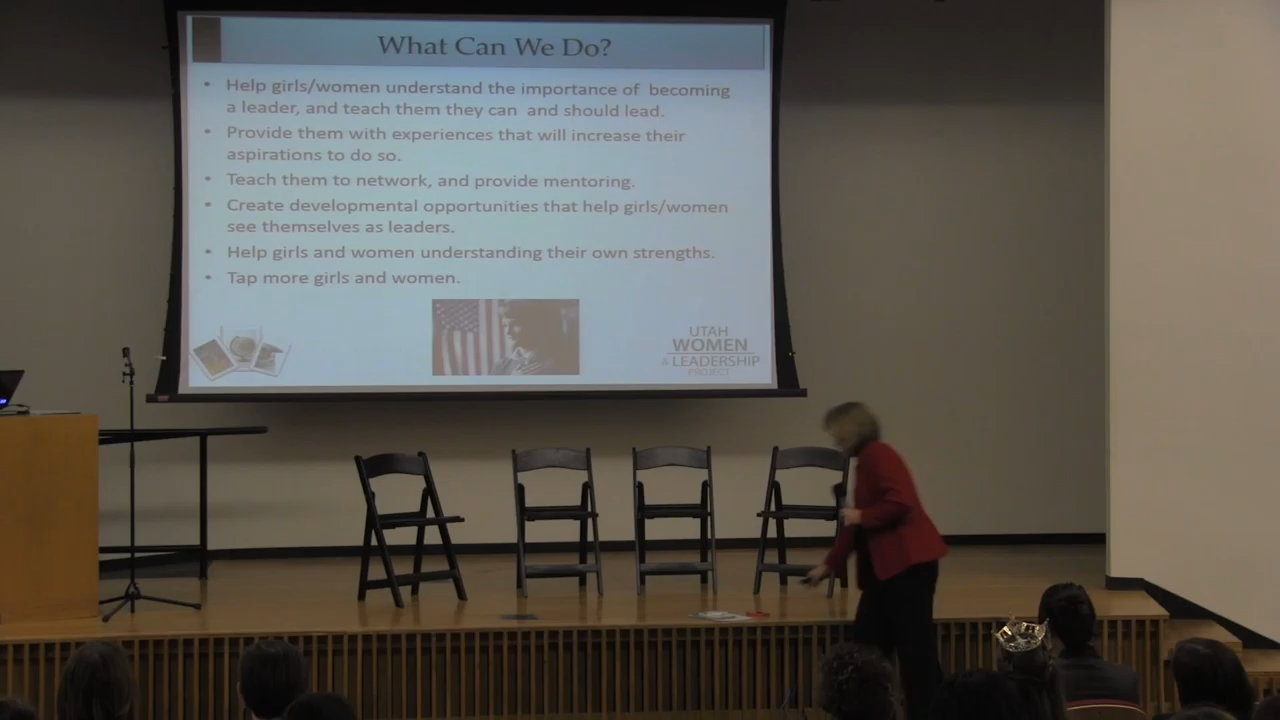 What Can We Do?
• Help girls/women understand the importance of becoming
a leader, and teach them they can and should lead.
• Provide them with experiences that will increase their
aspirations to do so.
• Teach them to network, and provide mentoring.
• Create developmental opportunities that help girls/women
see themselves as leaders.
• Help girls and women understanding their own strengths.
• Tap more girls and women.
UTAH
WOMEN
& LEADERSHIP
PROJECT